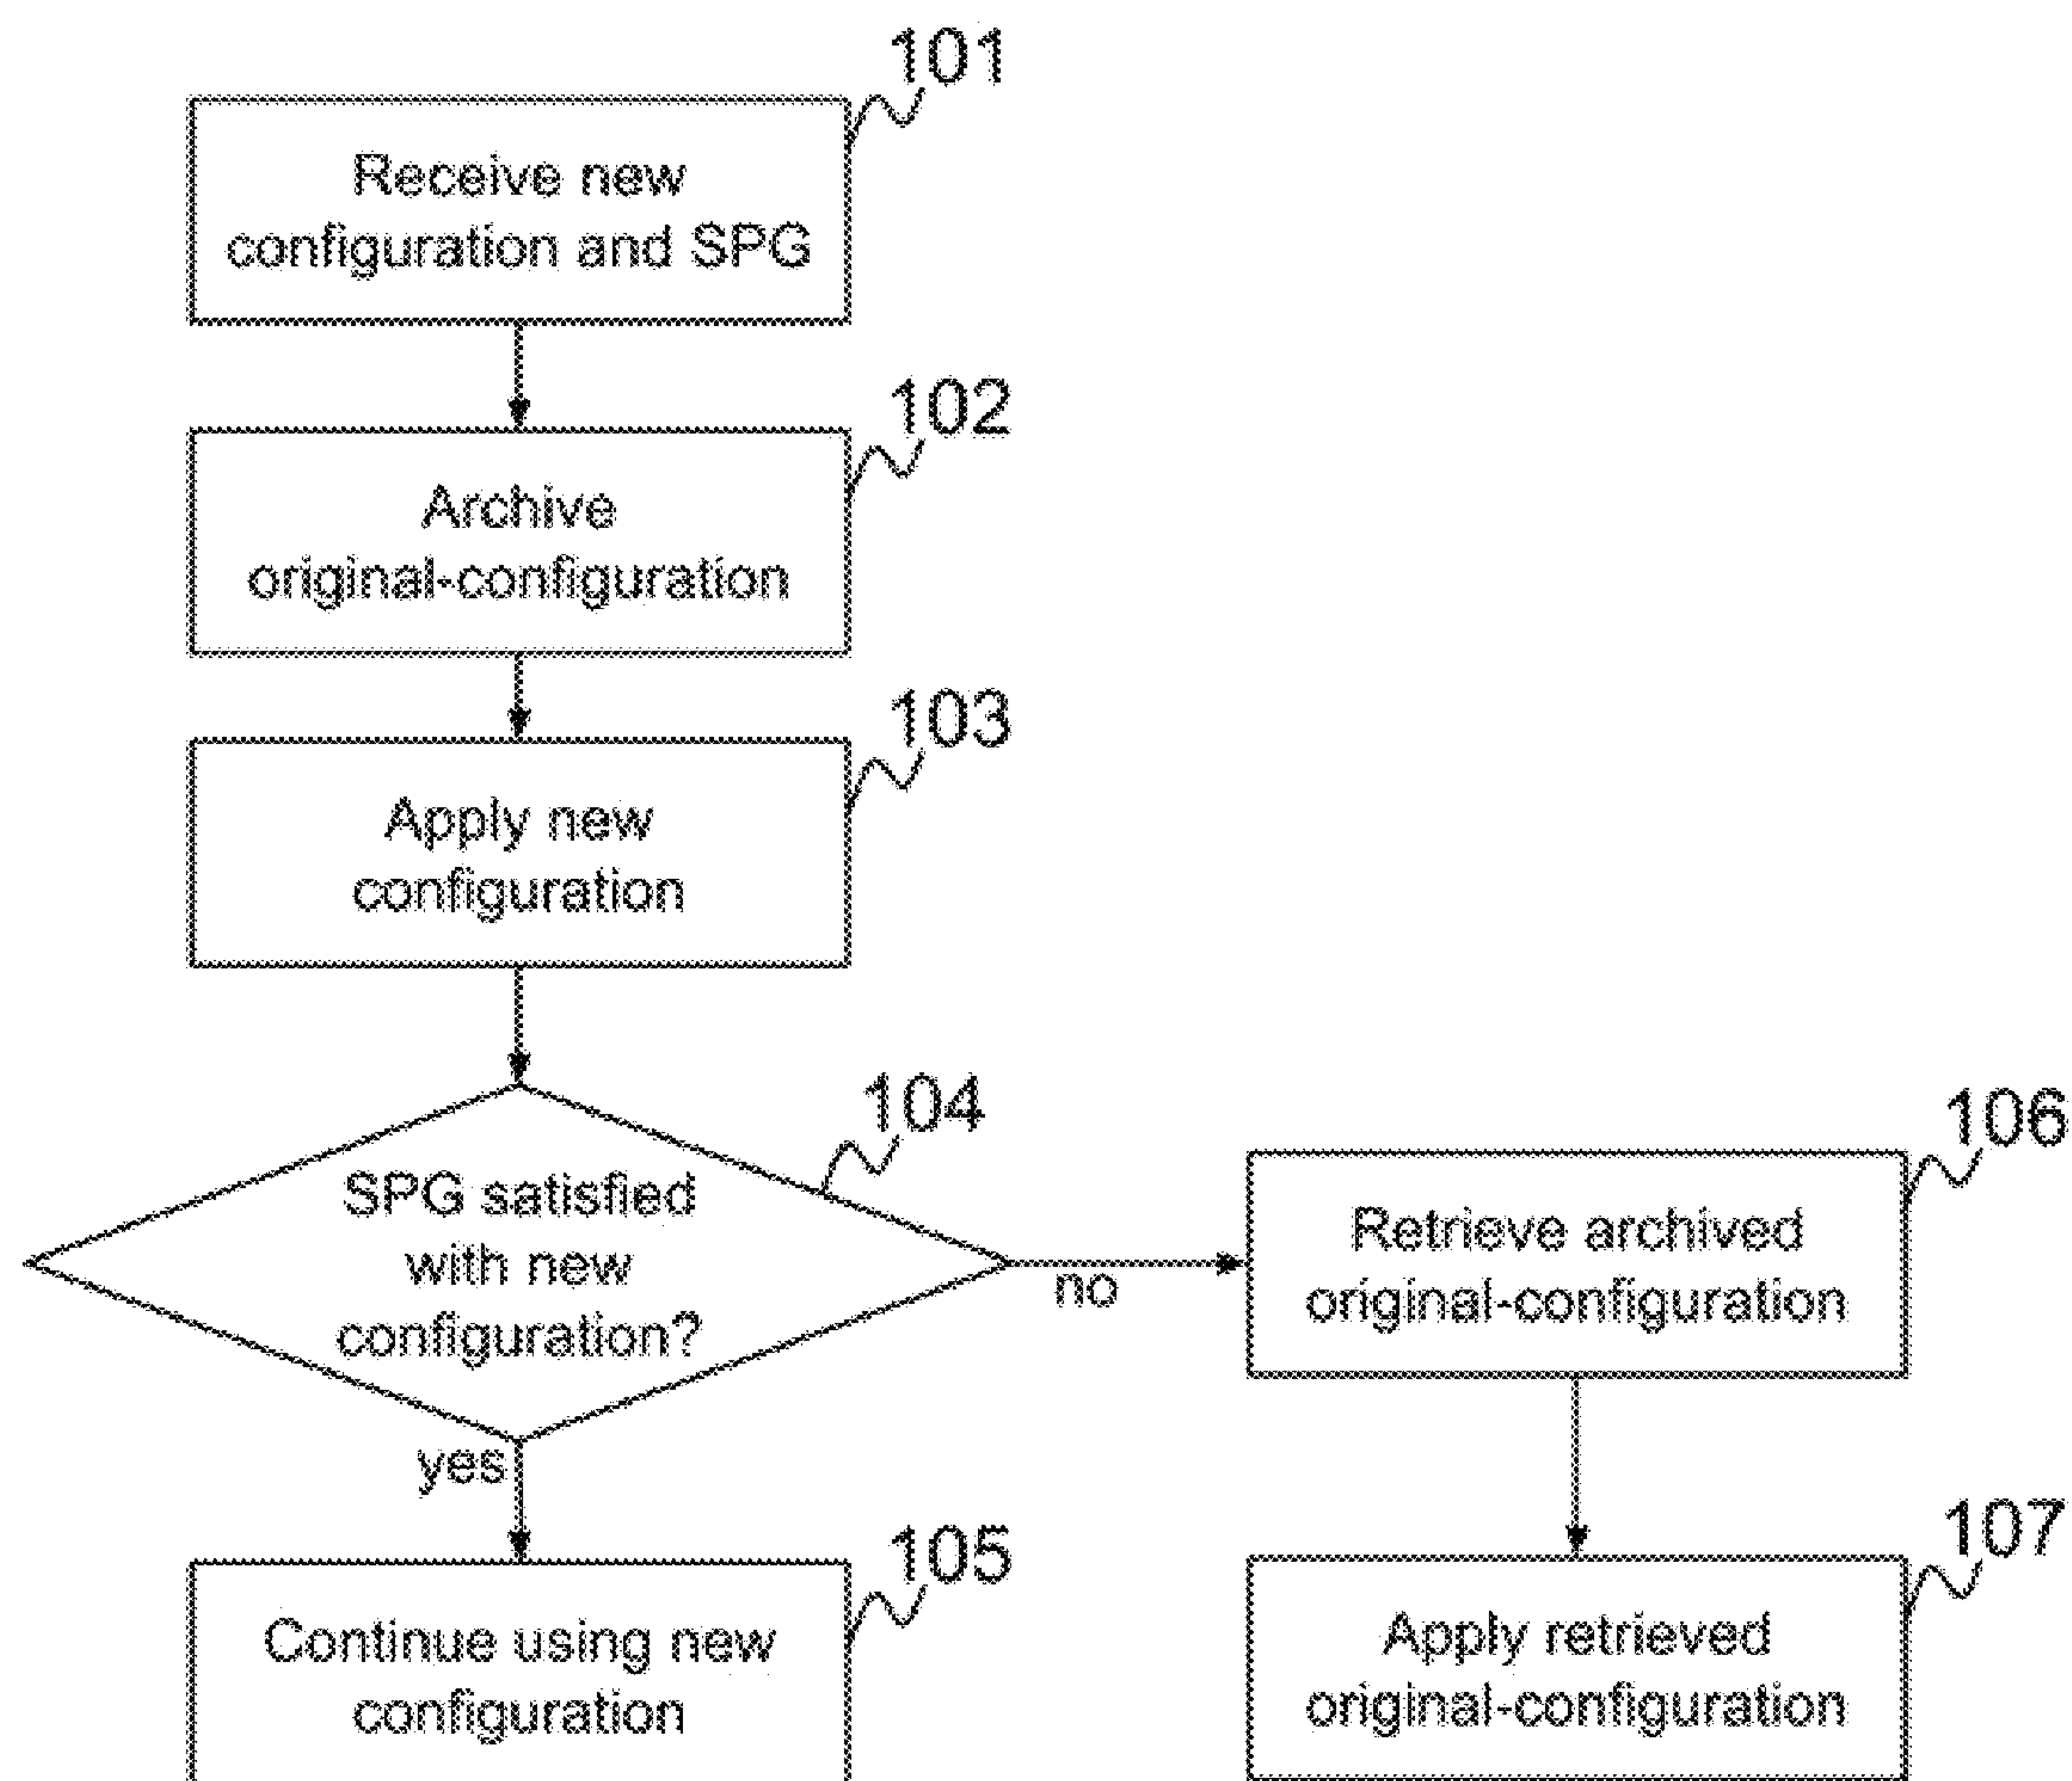 101
Receive new
configuration and SPG
102
Archive
original-configuration
103
Apply new
configuration
104
SPG satisfied
with new
configuration?
no
yes
105
Continue using new
configuration
106
Retrieve archived
original-configuration
107
Apply retrieved
original-configuration